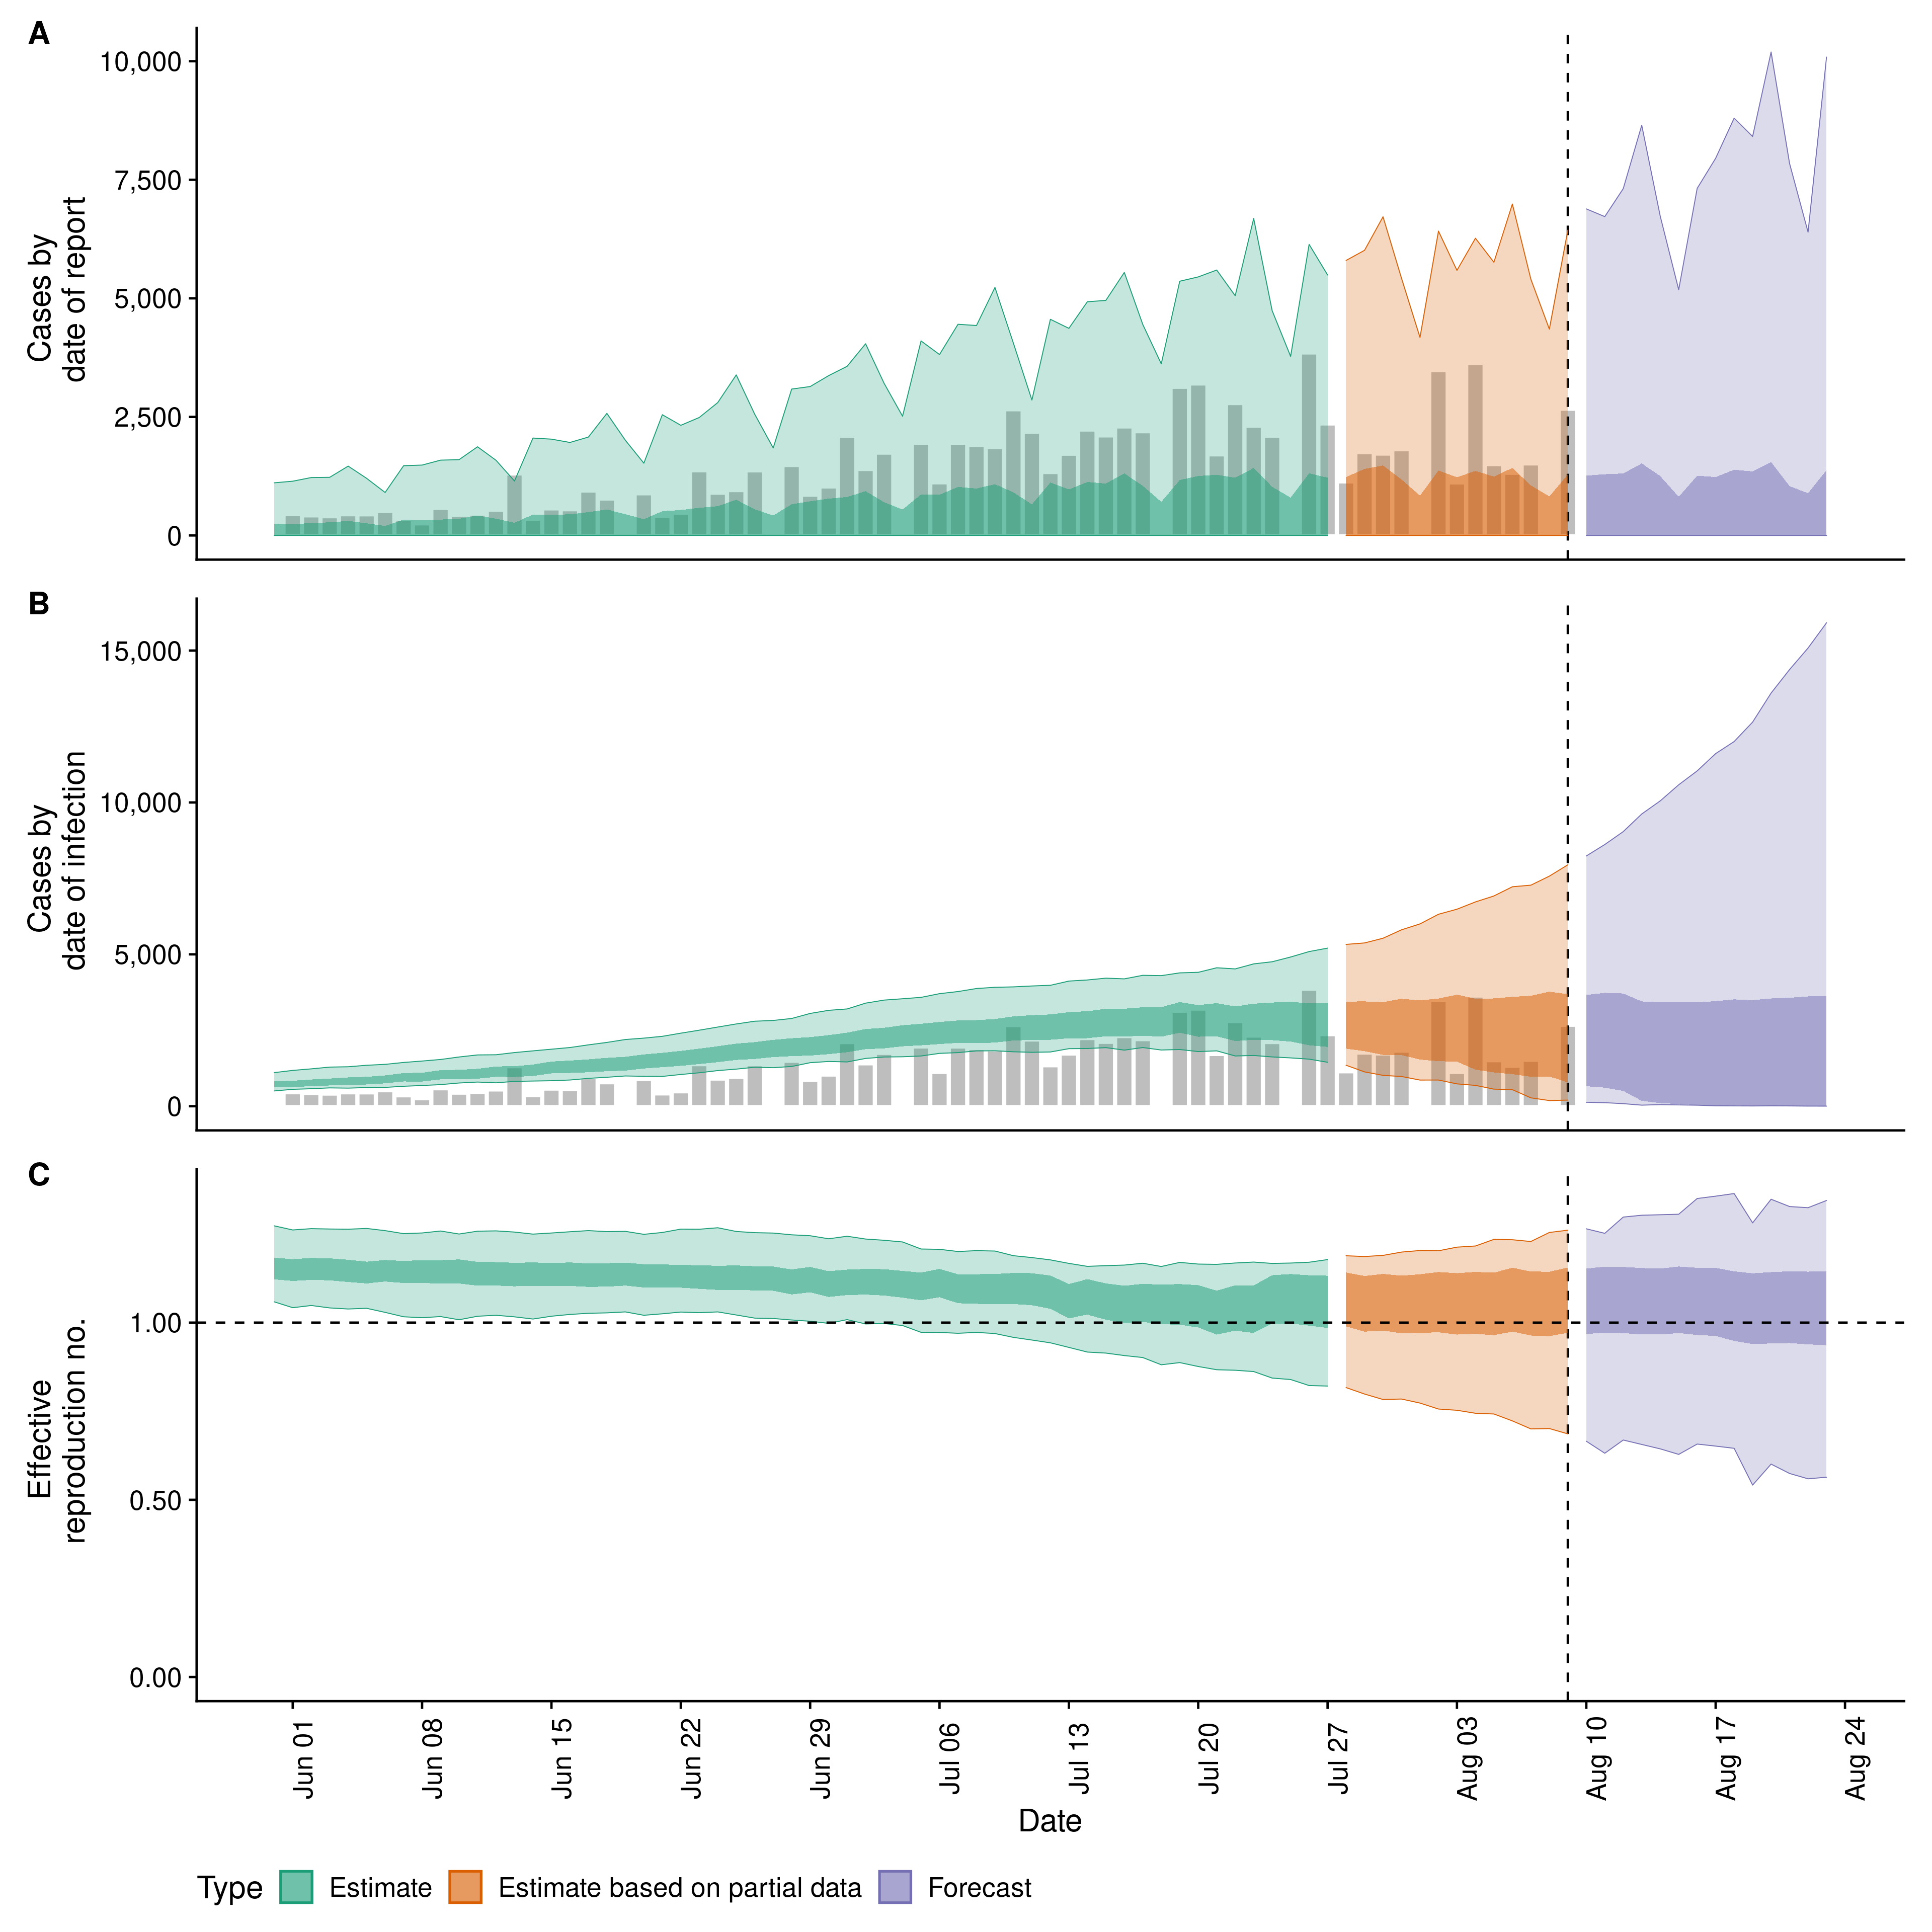 A
10,000
7,500
5,000
2,500
0
Cases by
date of report
B
15,000
10,000
5,000
0
Cases by
date of infection
C
1.00
0.50
0.00
Effective
reproduction no.
Jun 01
Jun 08
Jun 15
Jun 22
Jun 29
Jul 06
Jul 13
Jul 20
Jul 27
Aug 03
Aug 10
Aug 17
Aug 24
Date
Type Estimate Estimate based on partial data Forecast